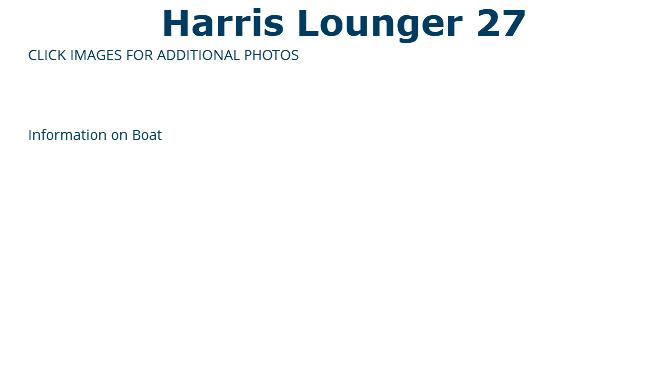 Harris Lounger 27
CLICK IMAGES FOR ADDITIONAL PHOTOS
Information on Boat